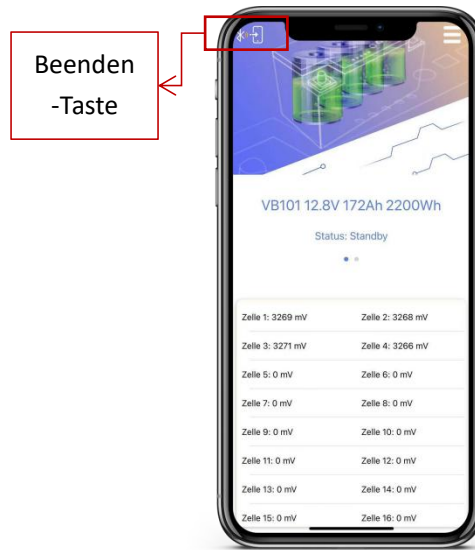 Beenden
-Taste
VB101 12.8V 172Ah 2200Wh
Status: Standby
Zelle 1: 3269 mV Zelle 2: 3268 mV
Zelle 3: 3271 mV Zelle 4: 3266 mV
Zelle 5: 0 mV Zelle 6: 0 mV
Zelle 7: 0 mV Zelle 8: 0 mV
Zelle 9: 0 mV Zelle 10: 0 mV
Zelle 11: 0 mV Zelle 12: 0 mV
Zelle 13: 0 mV Zelle 14: 0 mV
Zelle 15: 0 mV Zelle 16: 0 mV